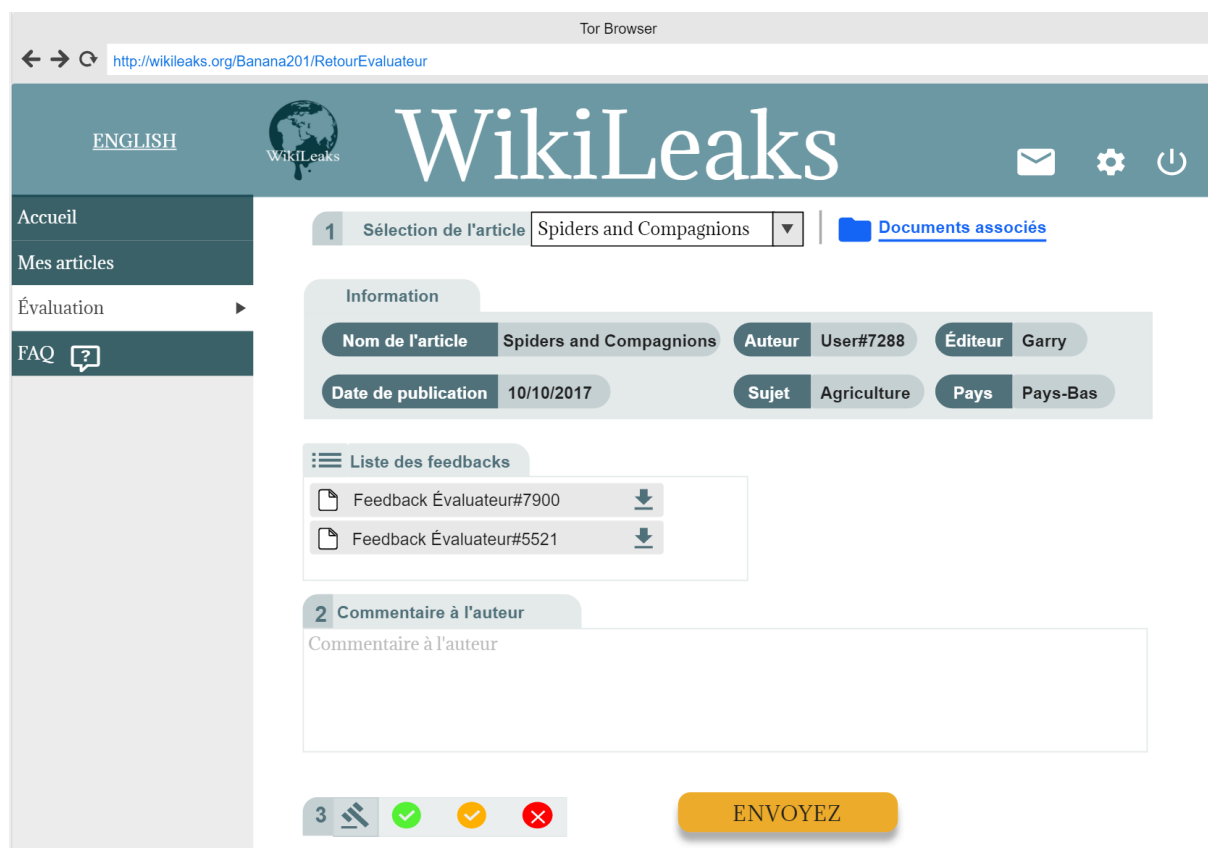 Tor Browser
http://wikileaks.org/Banana201/RetourEvaluateur
ENGLISH
WikiLeaks
WikiLeaks
Accueil
Mes articles
Évaluation
FAQ ?
1 Sélection de l'article Spiders and Compagnions Documents associés
Information
Nom de l'article Spiders and Compagnions Auteur User#7288 Éditeur Garry
Date de publication 10/10/2017 Sujet Agriculture Pays Pays-Bas
Liste des feedbacks
Feedback Évaluateur#7900
Feedback Évaluateur#5521
2 Commentaire à l'auteur
Commentaire à l'auteur
3 ENVOYEZ